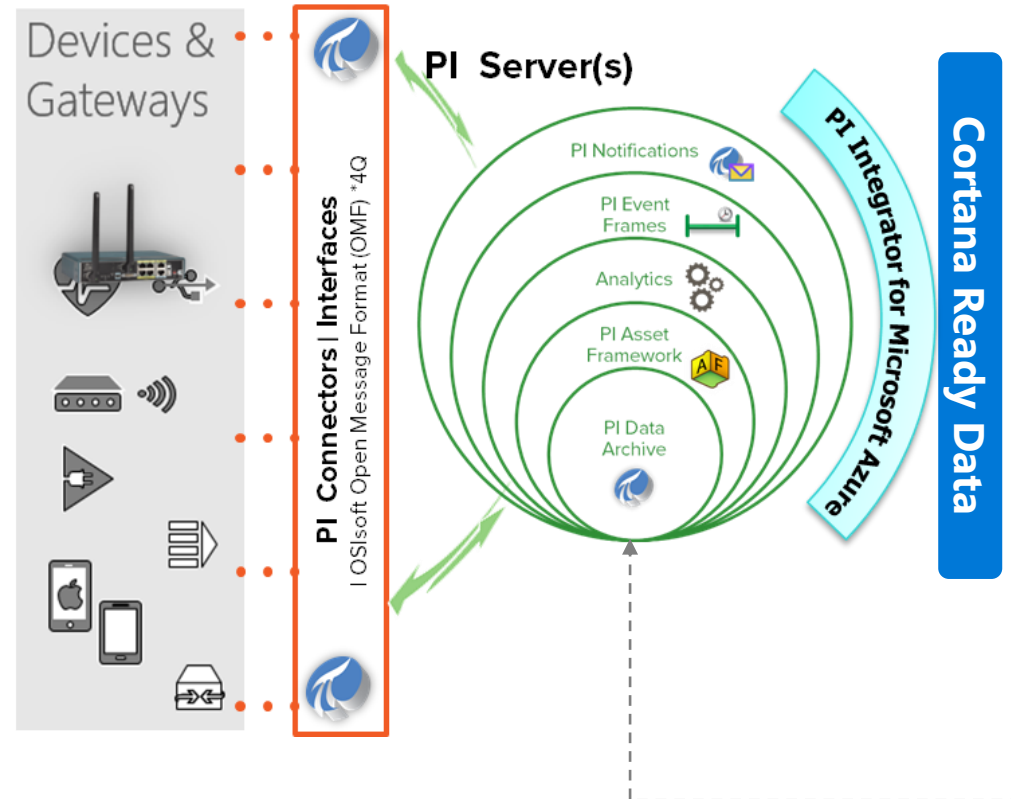 Devices &
Gateways
PI Connectors | Interfaces
| OSIsoft Open Message Format (OMF) *4Q
PI Server(s)
PI Notifications
PI Event
Frames
Analytics
PI Asset
Framework
A F
PI Data
Archive
PI Integrator for Microsoft Azure
Cortana Ready Data